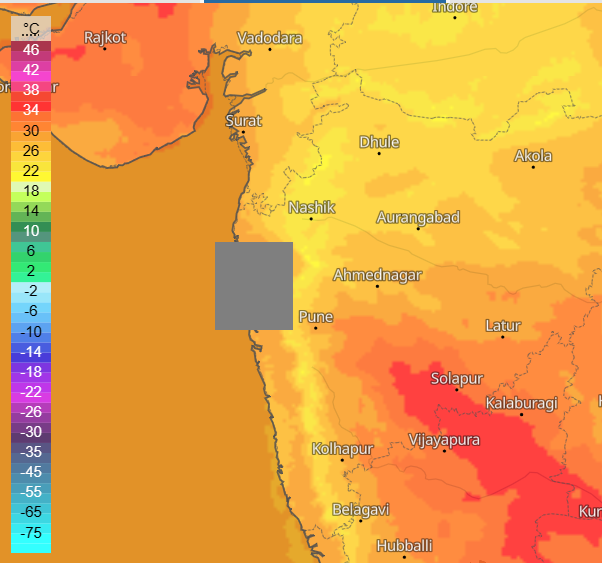 Indore
°C
Rajkot
Vadodara
46
42
38
34
30
26
22
18
14
10
6
2
-2
-6
-10
-14
-18
-22
-26
-30
-35
-45
-55
-65
-75
Surat
Dhule
Akola
Nashik
Aurangabad
Ahmednagar
Pune
Latur
Solapur
Kalaburagi
Vijayapura
Kolhapur
Belagavi
Kur
Hubballi